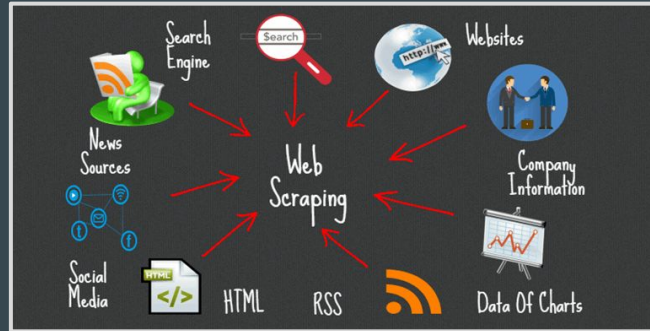 Search
Engine
Search
http://www
Websites
News
Sources
Web
Scraping
Company
Information
Social
Media
HTML
</>
HTML
RSS
Data Of Charts
t
f